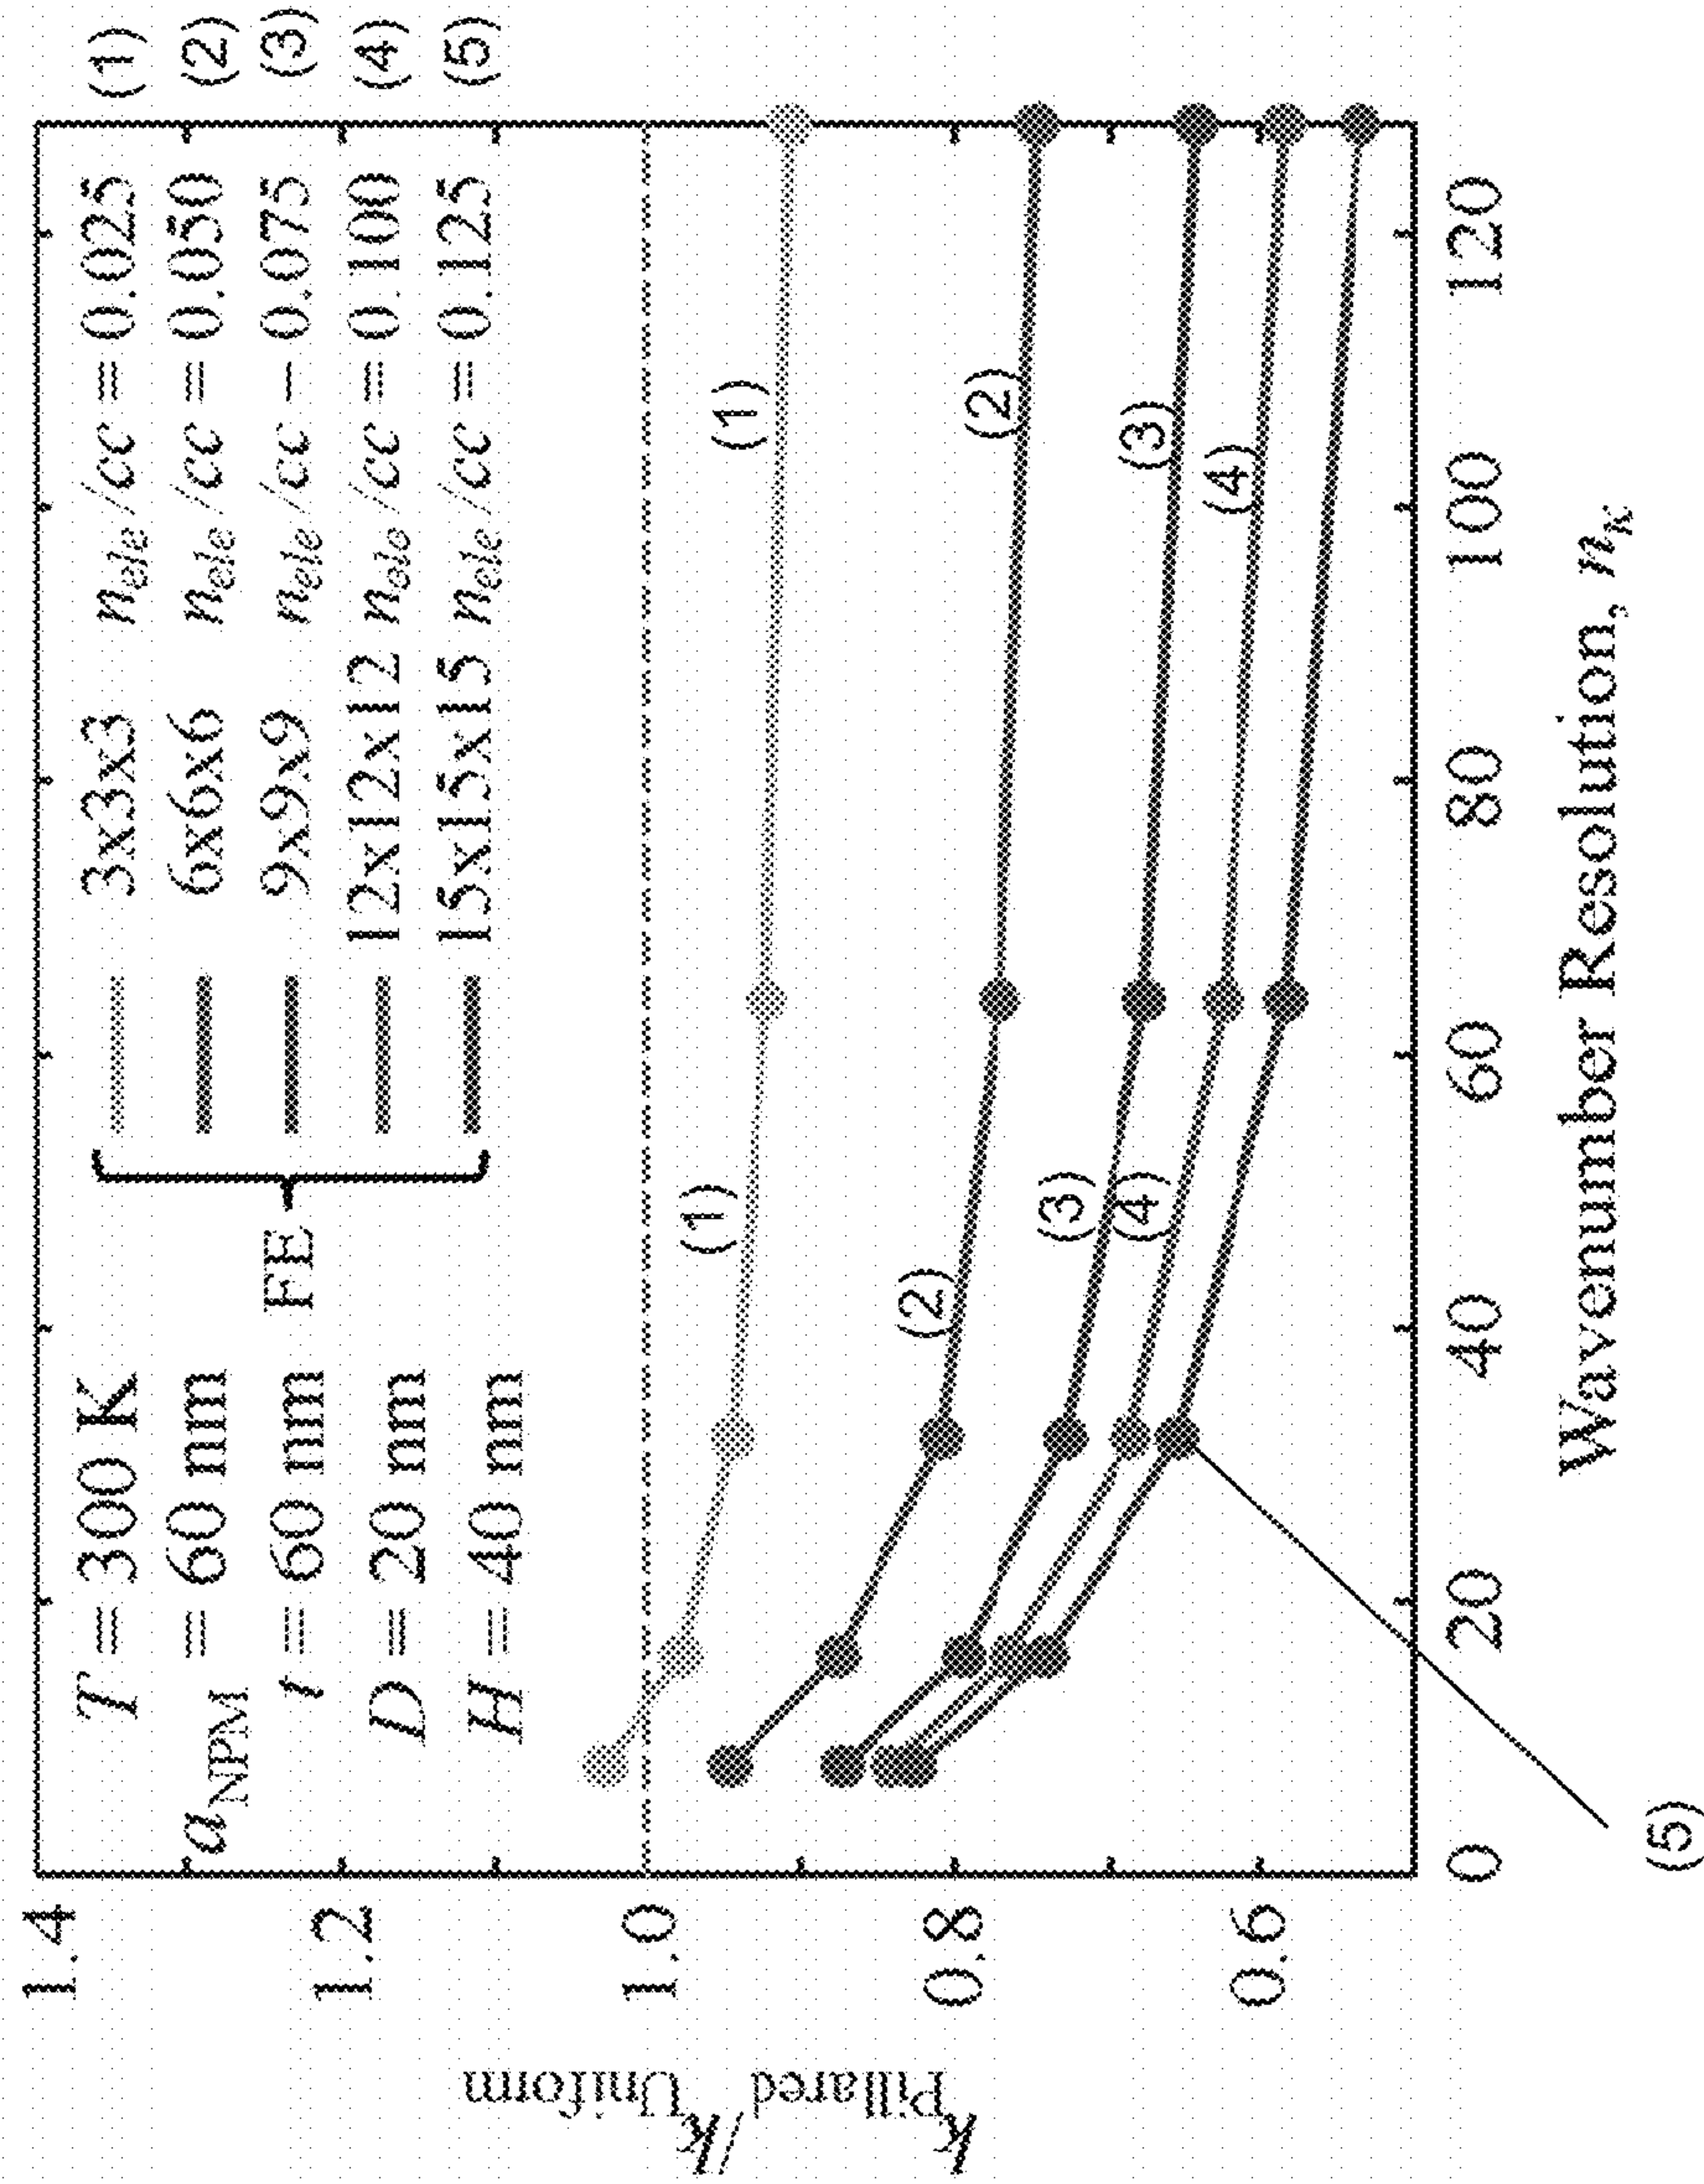 k_Pillared/k_Uniform
1.4
1.2
1.0
0.8
0.6
T = 300 K
a_NPM = 60 nm
t = 60 nm
D = 20 nm
H = 40 nm
FE
3x3x3 n_ele/cc = 0.025 (1)
6x6x6 n_ele/cc = 0.050 (2)
9x9x9 n_ele/cc – 0.075 (3)
12x12x12 n_ele/cc = 0.100 (4)
15x15x15 n_ele/cc = 0.125 (5)
(1)
(1)
(2)
(2)
(3)
(3)
(4)
(4)
(5)
0 20 40 60 80 100 120
Wavenumber Resolution, n_κ